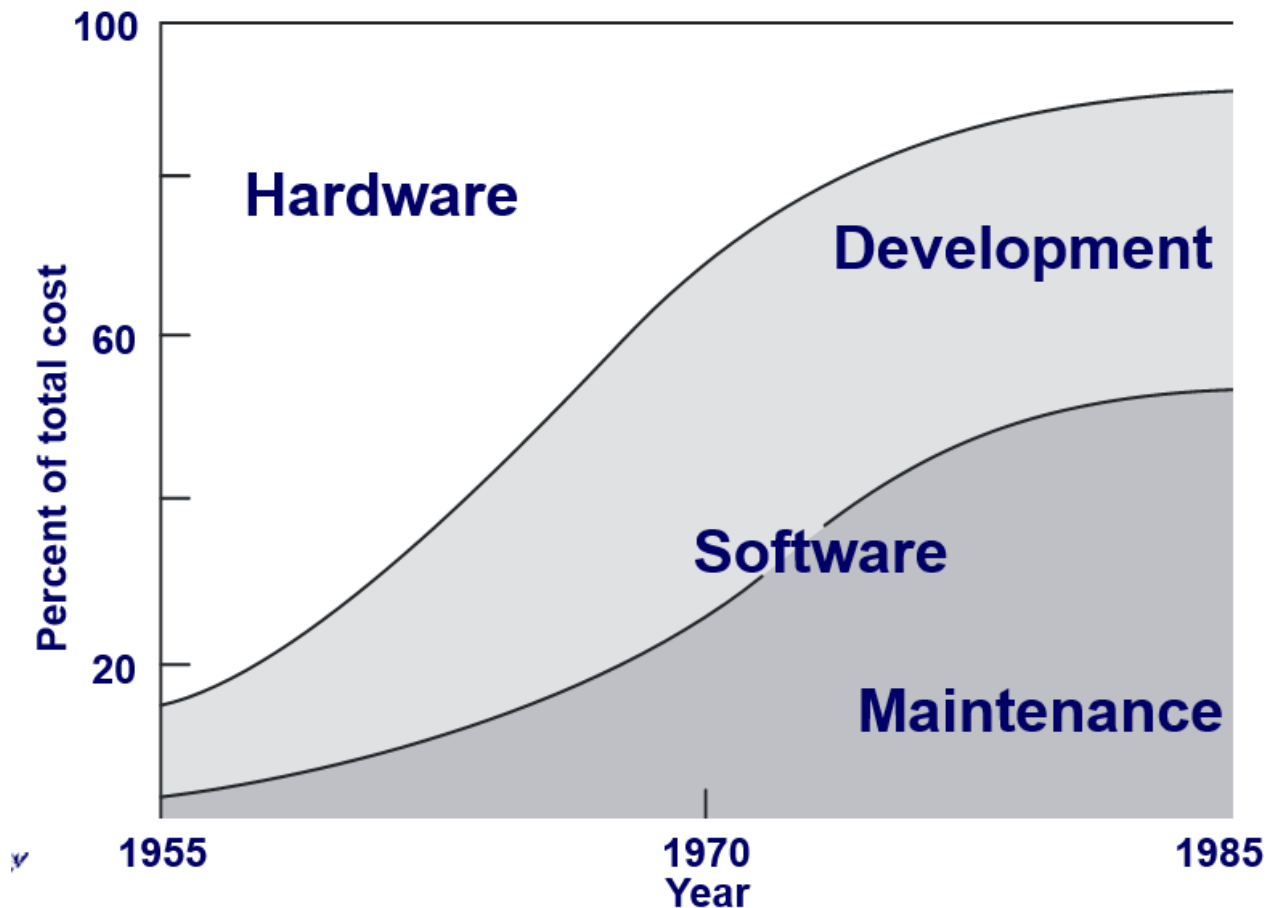 100
Hardware
Development
60
Percent of total cost
Software
20
Maintenance
1955
1970
1985
Year